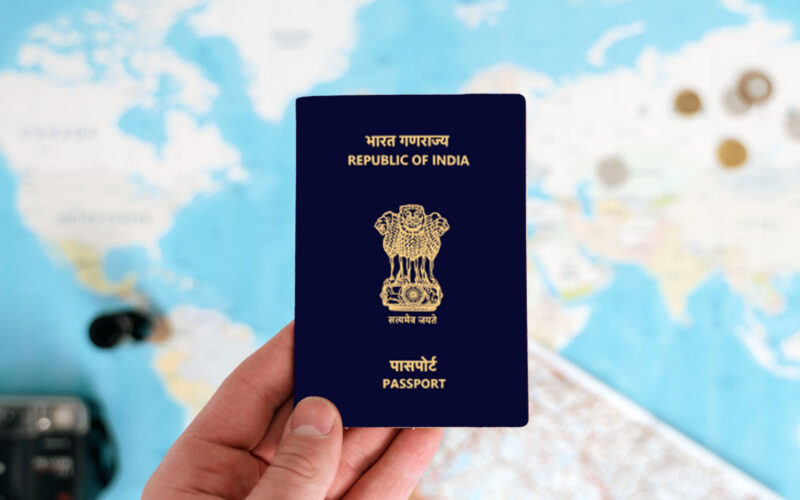 भारत गणराज्य
REPUBLIC OF INDIA
सत्यमेव जयते
पासपोर्ट
PASSPORT